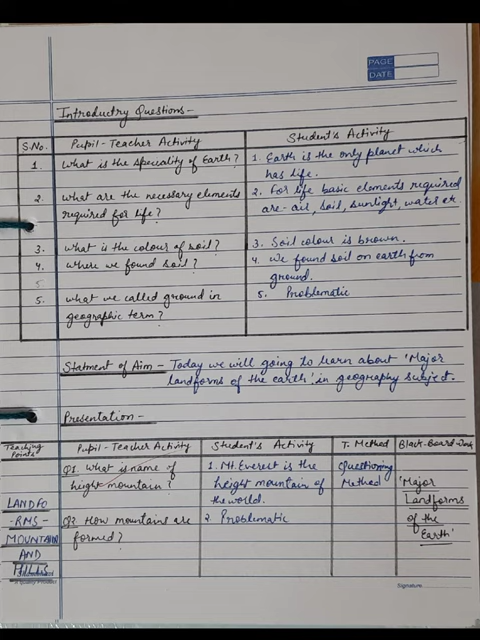 PAGE
DATE
Introductry Questions -
S.No. Pupil-Teacher Activity Student's Activity
1. What is the speciality of Earth? 1. Earth is the only planet which
has life.
2. What are the necessary elements 2. For life basic elements required
required for life? are- air, soil, sunlight, water etc.
3. what is the colour of soil? 3. Soil colour is brown.
4. where we found soil? 4. We found soil on earth from
ground.
5
5. what we called ground in 5. Problematic
geographic term?
Statment of Aim - Today we will going to learn about 'Major
landforms of the earth' in geography subject.
Presentation -
Teaching Pupil-Teacher Activity Student's Activity T. Method Black-Board Work
Points
Q1. What is name of 1. Mt. Everest is the Questioning
height mountain? height mountain of Method 'Major
LANDFO the world. Landforms
-RMS- Q2. How mountains are 2. Problematic of the
MOUNTAIN formed? Earth'
AND
HILLS
A Quality Product Signature